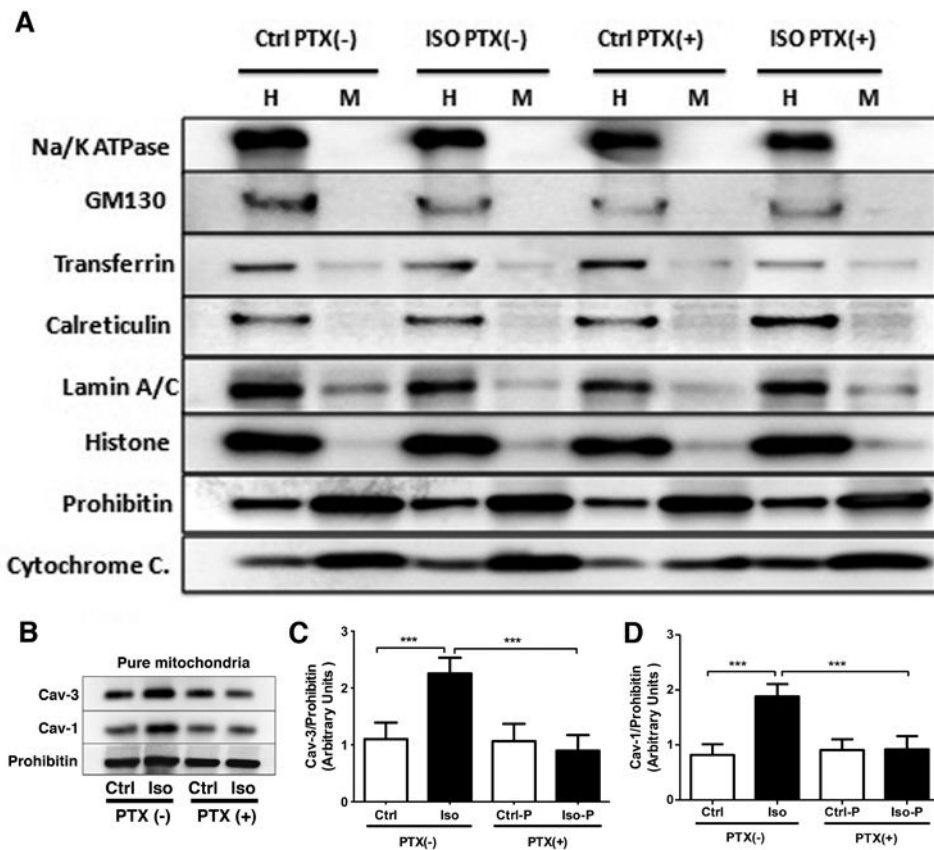 A
Ctrl PTX(-) ISO PTX(-) Ctrl PTX(+) ISO PTX(+)
H M H M H M H M
Na/K ATPase
GM130
Transferrin
Calreticulin
Lamin A/C
Histone
Prohibitin
Cytochrome C.
B
Pure mitochondria
Cav-3
Cav-1
Prohibitin
Ctrl Iso Ctrl Iso
PTX (-) PTX (+)
C
Cav-3/Prohibitin
(Arbitrary Units)
3
2
1
0
*** ***
Ctrl Iso Ctrl-P Iso-P
PTX(-) PTX(+)
D
Cav-1/Prohibitin
(Arbitrary Units)
3
2
1
0
*** ***
Ctrl Iso Ctrl-P Iso-P
PTX(-) PTX(+)